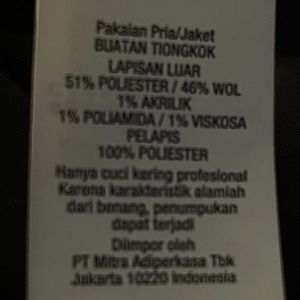 Pakaian Pria/Jaket
BUATAN TIONGKOK
LAPISAN LUAR
51% POLIESTER / 46% WOL
1% AKRILIK
1% POLIAMIDA / 1% VISKOSA
PELAPIS
100% POLIESTER
Hanya cuci kering profesional
Karena karakteristik alamiah
dari benang, penumpukan
dapat terjadi
Diimpor oleh
PT Mitra Adiperkasa Tbk
Jakarta 10220 Indonesia